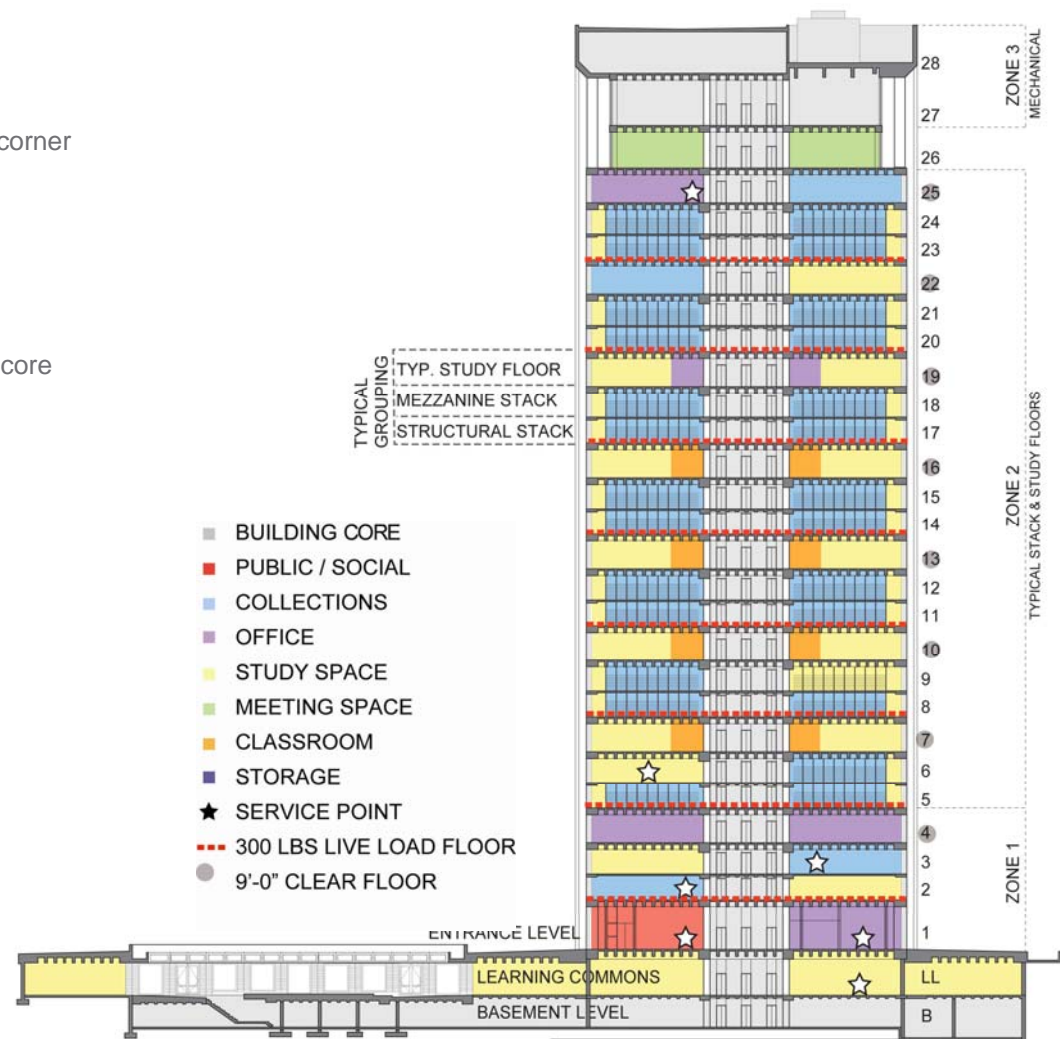 corner
core
28
27
26
25
24
23
22
21
20
19
18
17
16
15
14
13
12
11
10
9
8
7
6
5
4
3
2
1
LL
B
ZONE 3
MECHANICAL
ZONE 2
TYPICAL STACK & STUDY FLOORS
ZONE 1
TYPICAL
GROUPING
TYP. STUDY FLOOR
MEZZANINE STACK
STRUCTURAL STACK
BUILDING CORE
PUBLIC / SOCIAL
COLLECTIONS
OFFICE
STUDY SPACE
MEETING SPACE
CLASSROOM
STORAGE
SERVICE POINT
300 LBS LIVE LOAD FLOOR
9'-0" CLEAR FLOOR
ENTRANCE LEVEL
LEARNING COMMONS
BASEMENT LEVEL